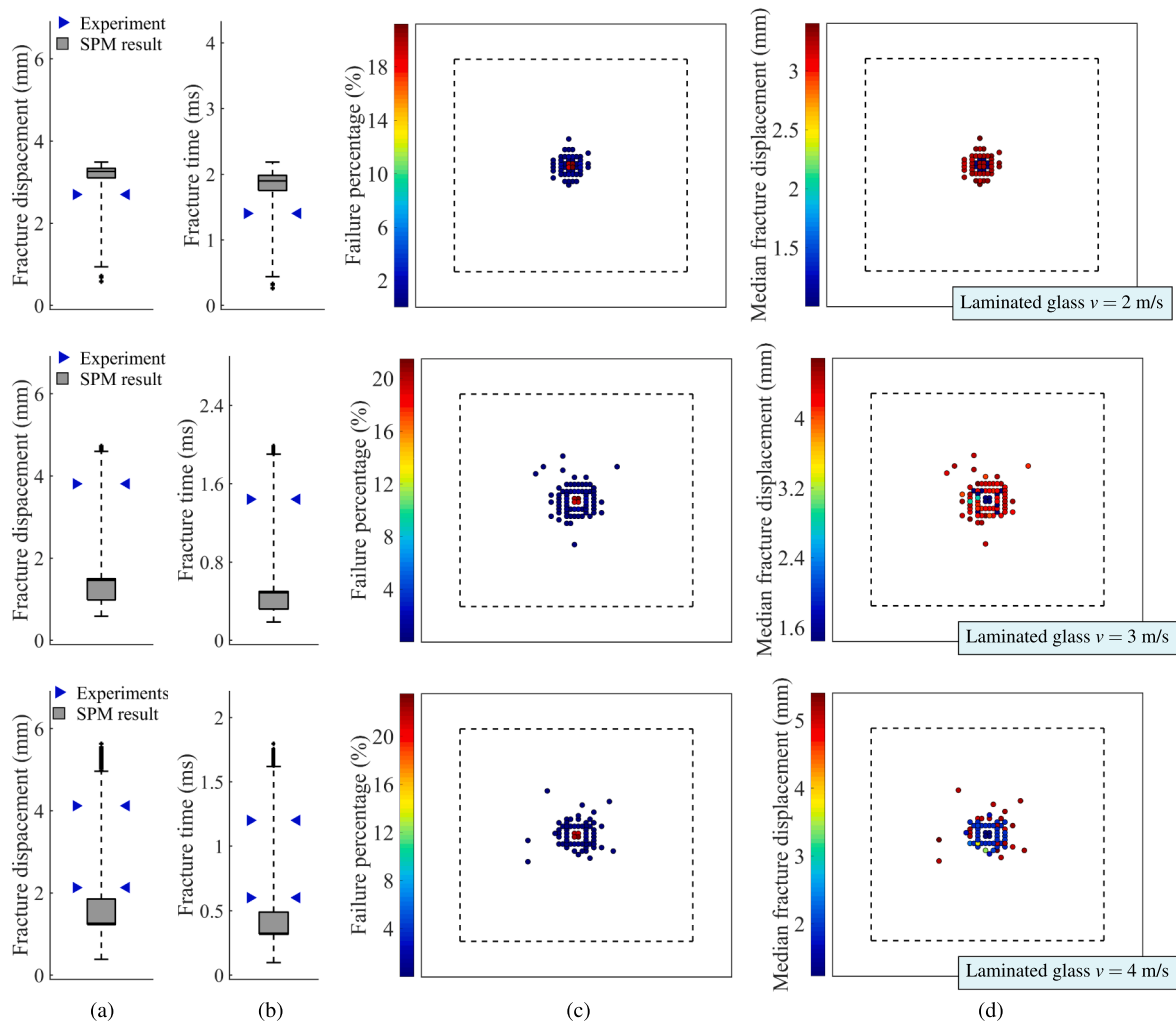 Experiment
SPM result
Fracture displacement (mm)
6
4
2
0
Fracture time (ms)
4
3
2
1
0
Failure percentage (%)
18
14
10
6
2
Median fracture displacement (mm)
3
2.5
2
1.5
Laminated glass v = 2 m/s
Experiment
SPM result
Fracture displacement (mm)
6
4
2
0
Fracture time (ms)
2.4
1.6
0.8
0
Failure percentage (%)
20
16
12
8
4
Median fracture displacement (mm)
4
3.2
2.4
1.6
Laminated glass v = 3 m/s
Experiments
SPM result
Fracture displacement (mm)
6
4
2
0
Fracture time (ms)
2
1.5
1
0.5
0
Failure percentage (%)
20
16
12
8
4
Median fracture displacement (mm)
5
4
3
2
Laminated glass v = 4 m/s
(a)
(b)
(c)
(d)